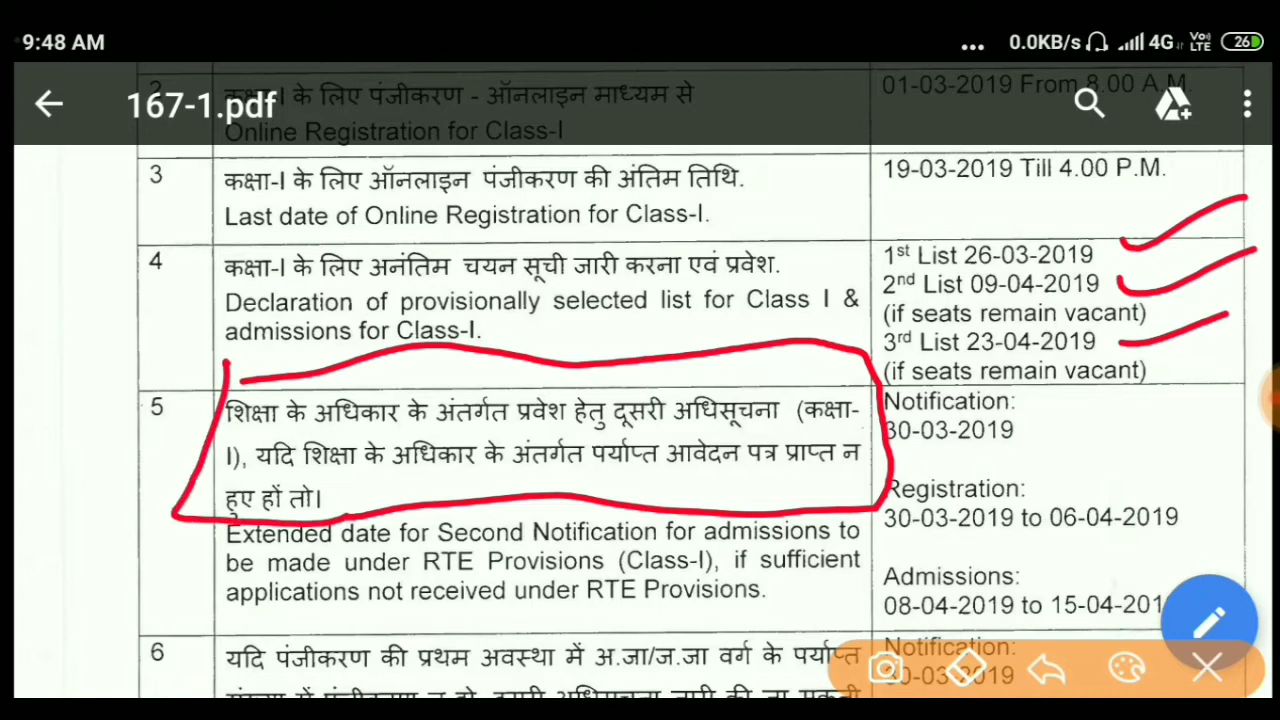 9:48 AM
... 0.0KB/s 4G Vo) LTE 26
167-1.pdf
2 कक्षा-I के लिए पंजीकरण - ऑनलाइन माध्यम से 01-03-2019 From 8.00 A.M.
Online Registration for Class-I
3 कक्षा-I के लिए ऑनलाइन पंजीकरण की अंतिम तिथि. 19-03-2019 Till 4.00 P.M.
Last date of Online Registration for Class-I.
4 कक्षा-I के लिए अनंतिम चयन सूची जारी करना एवं प्रवेश.
Declaration of provisionally selected list for Class I &
admissions for Class-I.
1st List 26-03-2019
2nd List 09-04-2019
(if seats remain vacant)
3rd List 23-04-2019
(if seats remain vacant)
5 शिक्षा के अधिकार के अंतर्गत प्रवेश हेतु दूसरी अधिसूचना (कक्षा-
I), यदि शिक्षा के अधिकार के अंतर्गत पर्याप्त आवेदन पत्र प्राप्त न
हुए हों तो।
Extended date for Second Notification for admissions to
be made under RTE Provisions (Class-I), if sufficient
applications not received under RTE Provisions.
Notification:
30-03-2019
Registration:
30-03-2019 to 06-04-2019
Admissions:
08-04-2019 to 15-04-201
6 यदि पंजीकरण की प्रथम अवस्था में अ.जा/ज.जा वर्ग के पर्याप्त
Notification:
30-03-2019